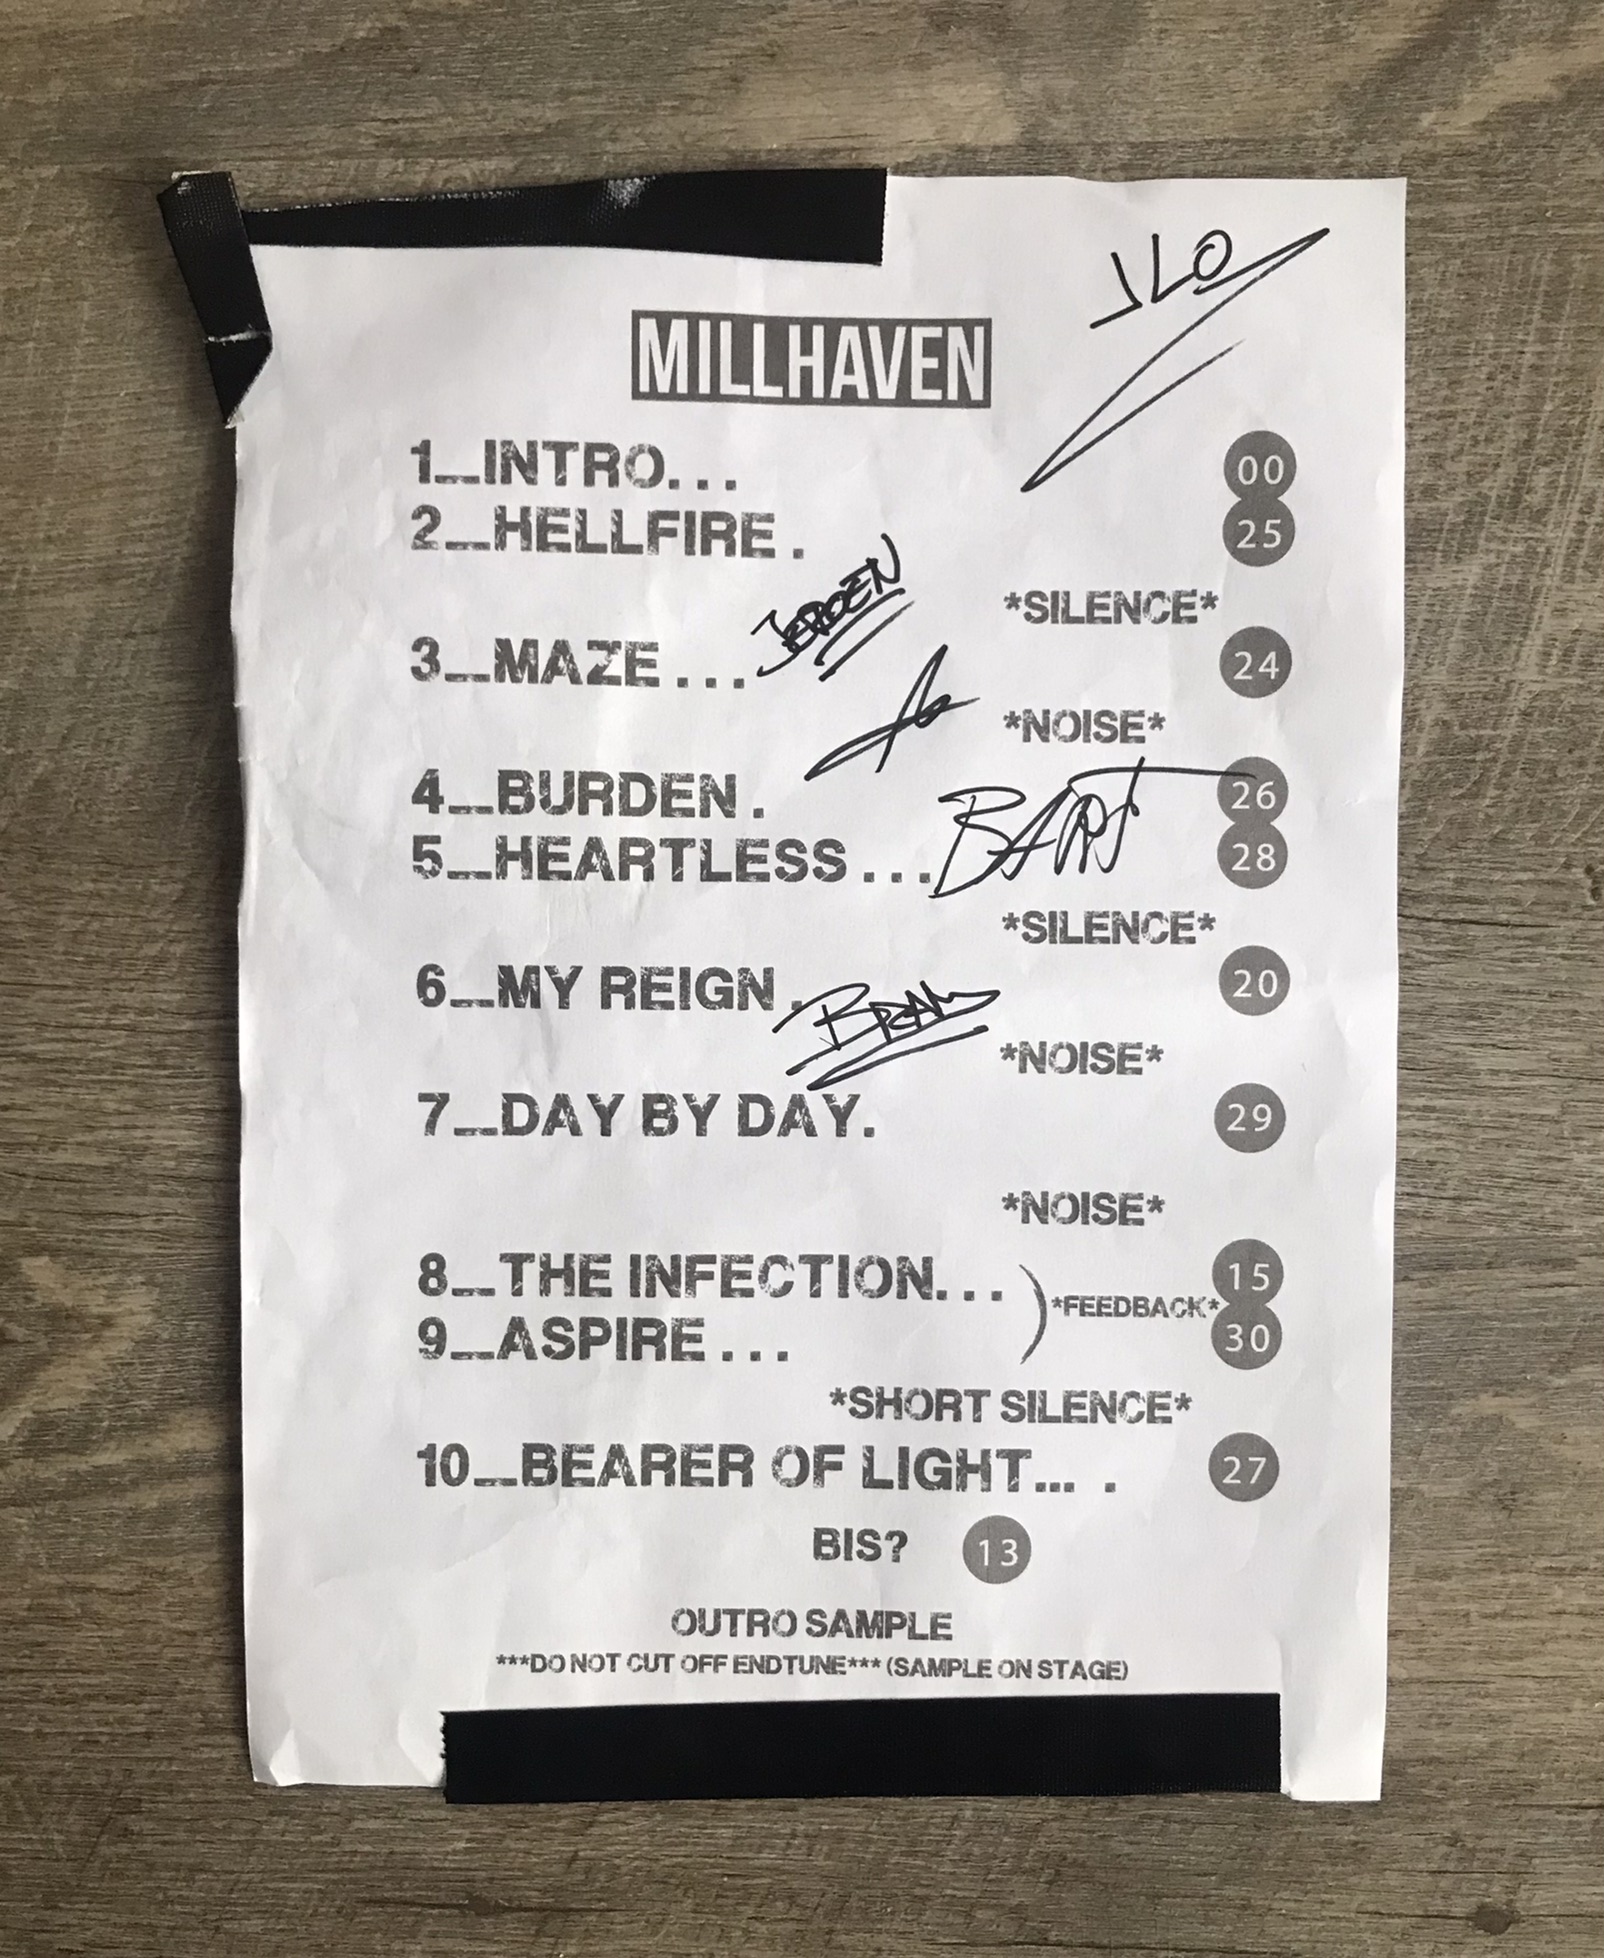 JLO
MILLHAVEN
1_INTRO... 00
2_HELLFIRE . 25
JEROEN
*SILENCE*
3_MAZE ... 24
*NOISE*
4_BURDEN . 26
BART
5_HEARTLESS ... 28
*SILENCE*
6_MY REIGN . 20
BRAM
*NOISE*
7_DAY BY DAY. 29
*NOISE*
8_THE INFECTION... 15
) *FEEDBACK*
9_ASPIRE ... 30
*SHORT SILENCE*
10_BEARER OF LIGHT... . 27
BIS? 13
OUTRO SAMPLE
***DO NOT CUT OFF ENDTUNE*** (SAMPLE ON STAGE)